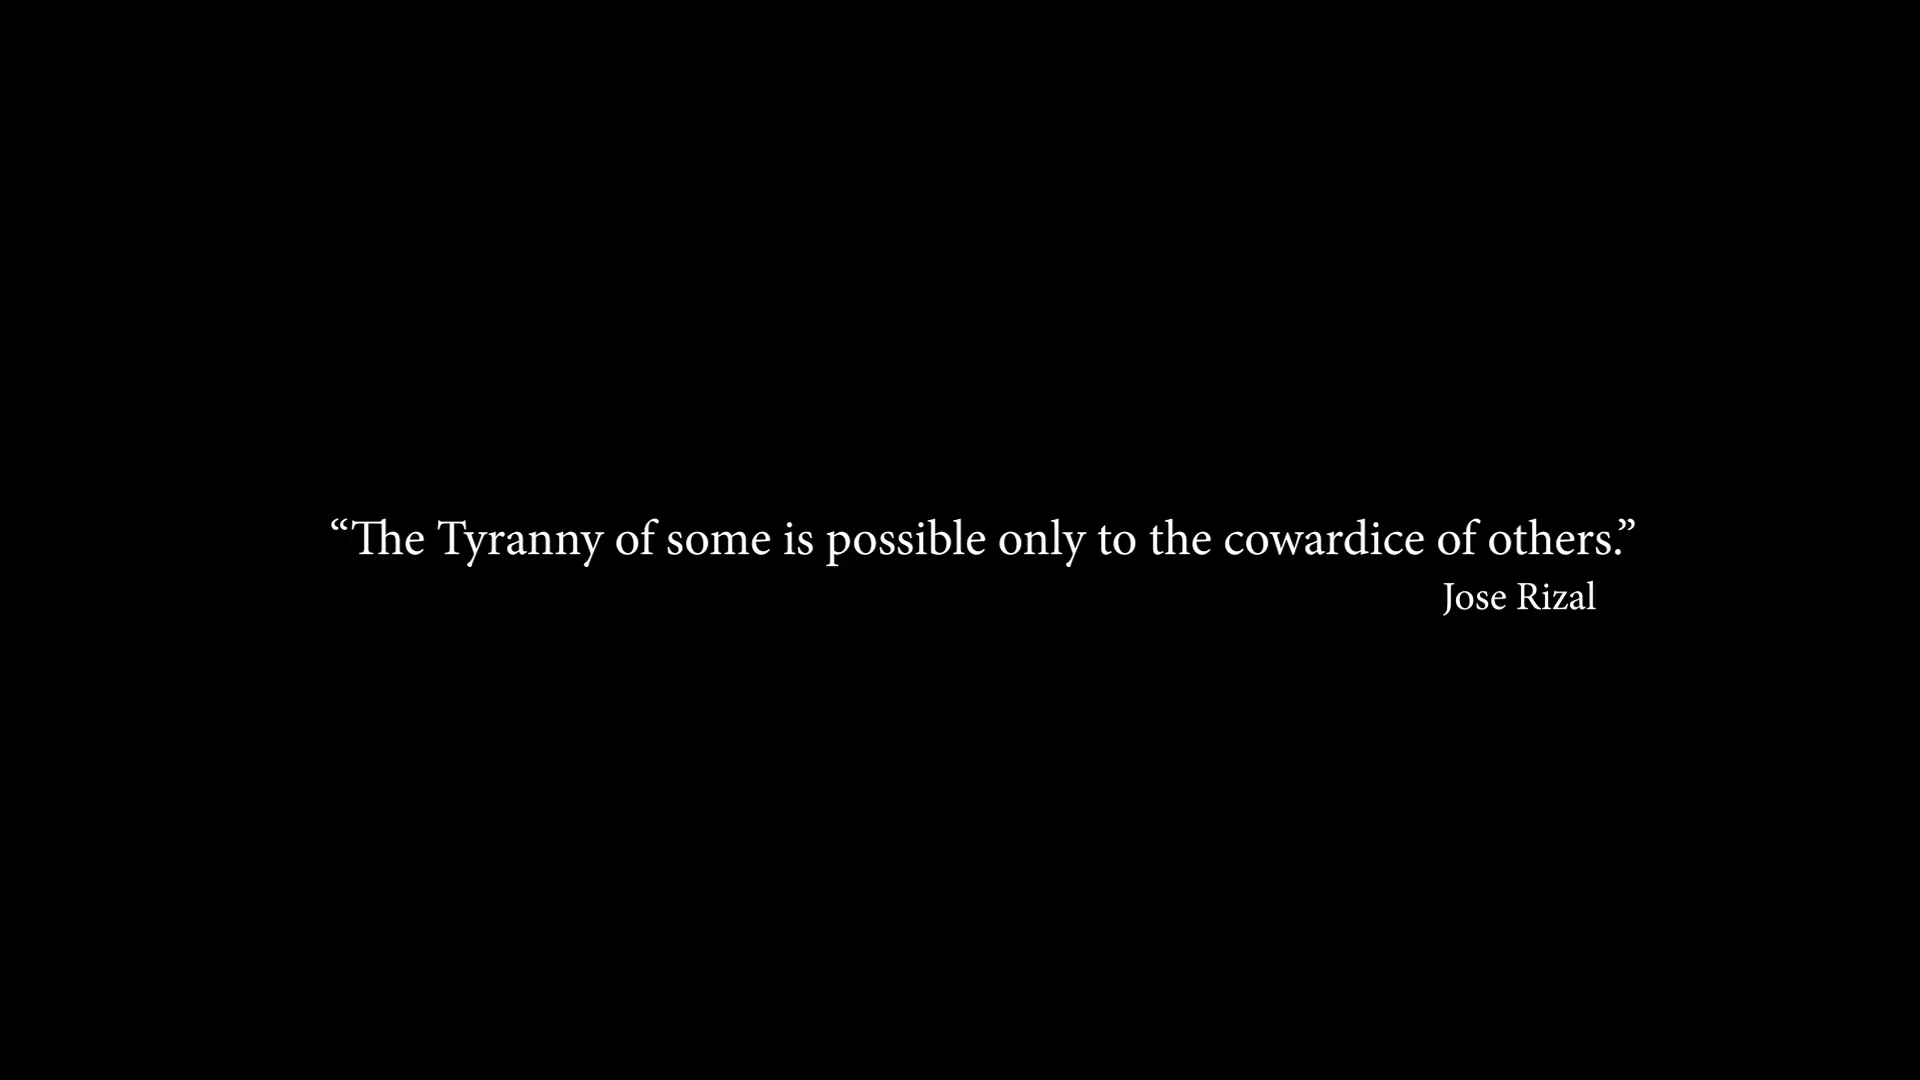 “The Tyranny of some is possible only to the cowardice of others.”
Jose Rizal